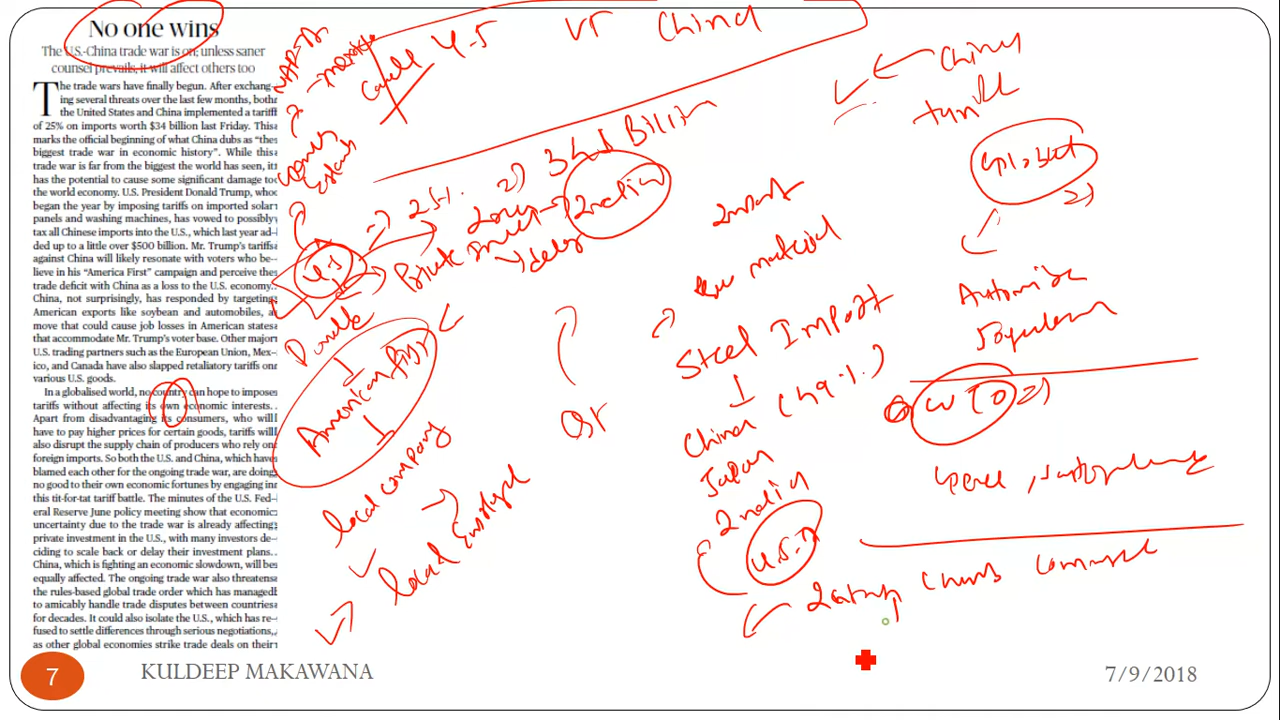 No one wins
The U.S.-China trade war is on; unless saner
counsel prevails, it will affect others too
The trade wars have finally begun. After exchang-
ing several threats over the last few months, both
the United States and China implemented a tariff
of 25% on imports worth $34 billion last Friday. This
marks the official beginning of what China dubs as “the
biggest trade war in economic history”. While this
trade war is far from the biggest the world has seen, it
has the potential to cause some significant damage to
the world economy. U.S. President Donald Trump, who
began the year by imposing tariffs on imported solar
panels and washing machines, has vowed to possibly
tax all Chinese imports into the U.S., which last year ad-
ded up to a little over $500 billion. Mr. Trump's tariffs
against China will likely resonate with voters who be-
lieve in his “America First” campaign and perceive the
trade deficit with China as a loss to the U.S. economy.
China, not surprisingly, has responded by targeting
American exports like soybean and automobiles, a
move that could cause job losses in American states
that accommodate Mr. Trump's voter base. Other major
U.S. trading partners such as the European Union, Mex-
ico, and Canada have also slapped retaliatory tariffs on
various U.S. goods.
In a globalised world, no country can hope to impose
tariffs without affecting its own economic interests.
Apart from disadvantaging its consumers, who will
have to pay higher prices for certain goods, tariffs will
also disrupt the supply chain of producers who rely on
foreign imports. So both the U.S. and China, which have
blamed each other for the ongoing trade war, are doing
no good to their own economic fortunes by engaging in
this tit-for-tat tariff battle. The minutes of the U.S. Fed-
eral Reserve June policy meeting show that economic
uncertainty due to the trade war is already affecting
private investment in the U.S., with many investors de-
ciding to scale back or delay their investment plans.
China, which is fighting an economic slowdown, will be
equally affected. The ongoing trade war also threatens
the rules-based global trade order which has managed
to amicably handle trade disputes between countries
for decades. It could also isolate the U.S., which has re-
fused to settle differences through serious negotiations,
as other global economies strike trade deals on their
U.S VS China
25%. 2) 34 Billion
U.S
American first
local company
local
raw material
Steel Import
China (49%)
Japan
India
U.S.A
China
WTO 2)
7 KULDEEP MAKAWANA 7/9/2018